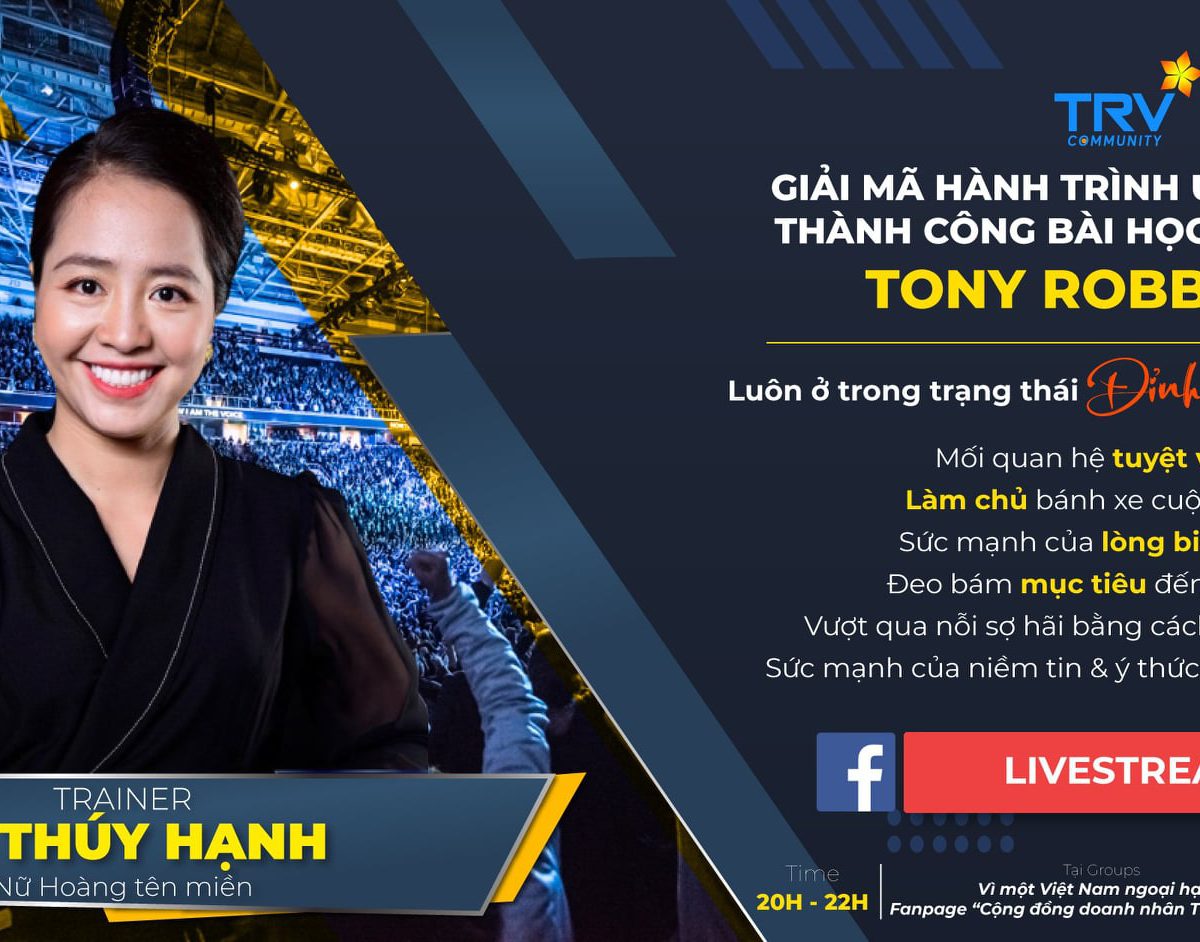 TRV
COMMUNITY
GIẢI MÃ HÀNH TRÌNH
THÀNH CÔNG BÀI HỌC
TONY ROBB
Luôn ở trong trạng thái Đỉnh
Mối quan hệ tuyệt
Làm chủ bánh xe cuộ
Sức mạnh của lòng bi
Đeo bám mục tiêu đến
Vượt qua nỗi sợ hãi bằng cách
Sức mạnh của niềm tin & ý thức
I AM THE VOICE
TRAINER
THÚY HẠNH
Nữ Hoàng tên miền
f LIVESTREA
Time
20H - 22H
Tại Groups
Vì một Việt Nam ngoại hạ
Fanpage “Cộng đồng doanh nhân T